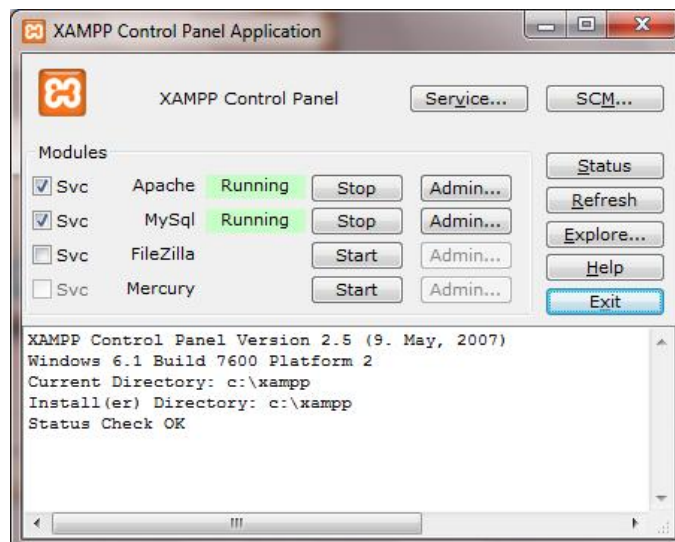 XAMPP Control Panel Application
XAMPP Control Panel
Service...
SCM...
Modules
Svc Apache Running Stop Admin...
Svc MySql Running Stop Admin...
Svc FileZilla Start Admin...
Svc Mercury Start Admin...
Status
Refresh
Explore...
Help
Exit
XAMPP Control Panel Version 2.5 (9. May, 2007)
Windows 6.1 Build 7600 Platform 2
Current Directory: c:\xampp
Install(er) Directory: c:\xampp
Status Check OK